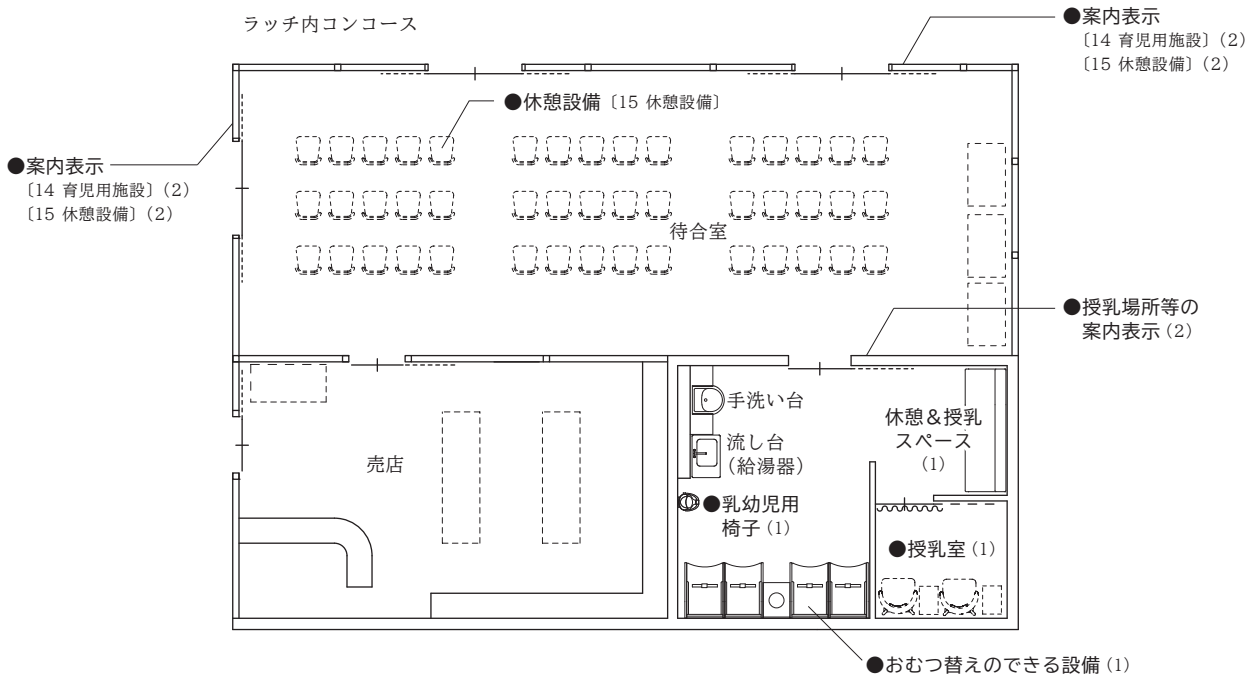 ラッチ内コンコース
●案内表示
〔14 育児用施設〕(2)
〔15 休憩設備〕(2)
●休憩設備〔15 休憩設備〕
●案内表示
〔14 育児用施設〕(2)
〔15 休憩設備〕(2)
待合室
●授乳場所等の
案内表示(2)
手洗い台
流し台
(給湯器)
休憩&授乳
スペース
(1)
売店
●乳幼児用
椅子(1)
●授乳室(1)
●おむつ替えのできる設備(1)